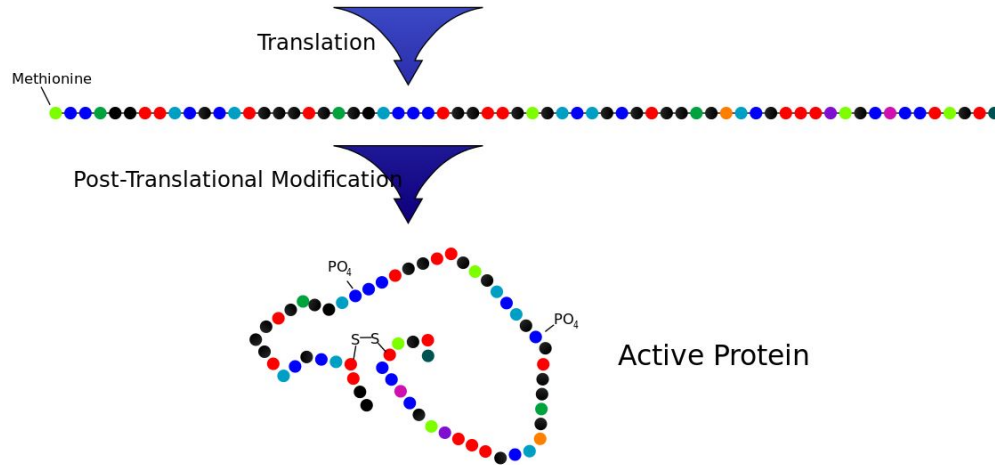 Translation
Methionine
Post-Translational Modification
PO4
PO4
S S
Active Protein